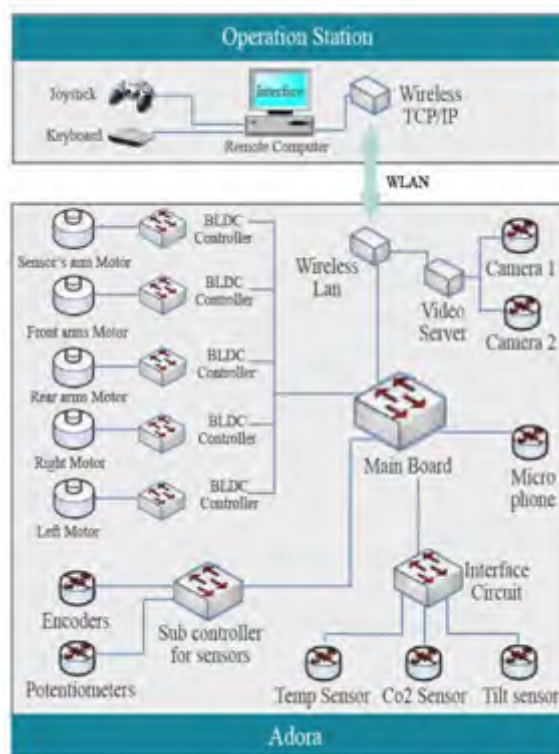 Operation Station
Joystick
Interface
Wireless
TCP/IP
Keyboard
Remote Computer
WLAN
BLDC
Controller
Sensor's arm Motor
Wireless
Lan
Camera 1
Video
Server
Camera 2
BLDC
Controller
Front arms Motor
BLDC
Controller
Rear arms Motor
BLDC
Controller
Right Motor
BLDC
Controller
Left Motor
Main Board
Micro
phone
Interface
Circuit
Encoders
Sub controller
for sensors
Potentiometers
Temp Sensor
Co2 Sensor
Tilt sensor
Adora